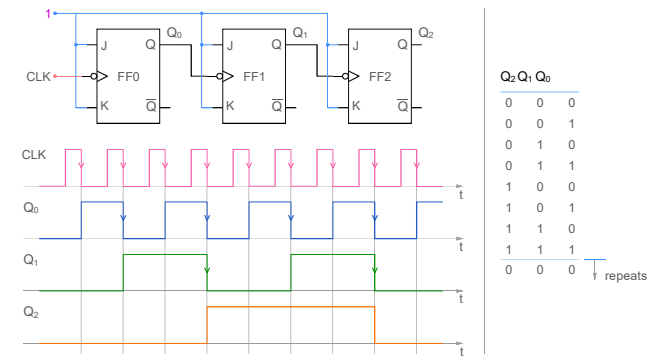 1
Q₀ Q₁ Q₂
J Q J Q J Q
CLK FF0 FF1 FF2
K Q̅ K Q̅ K Q̅
CLK
t
Q₀
t
Q₁
t
Q₂
t
Q₂ Q₁ Q₀
0 0 0
0 0 1
0 1 0
0 1 1
1 0 0
1 0 1
1 1 0
1 1 1
0 0 0
repeats